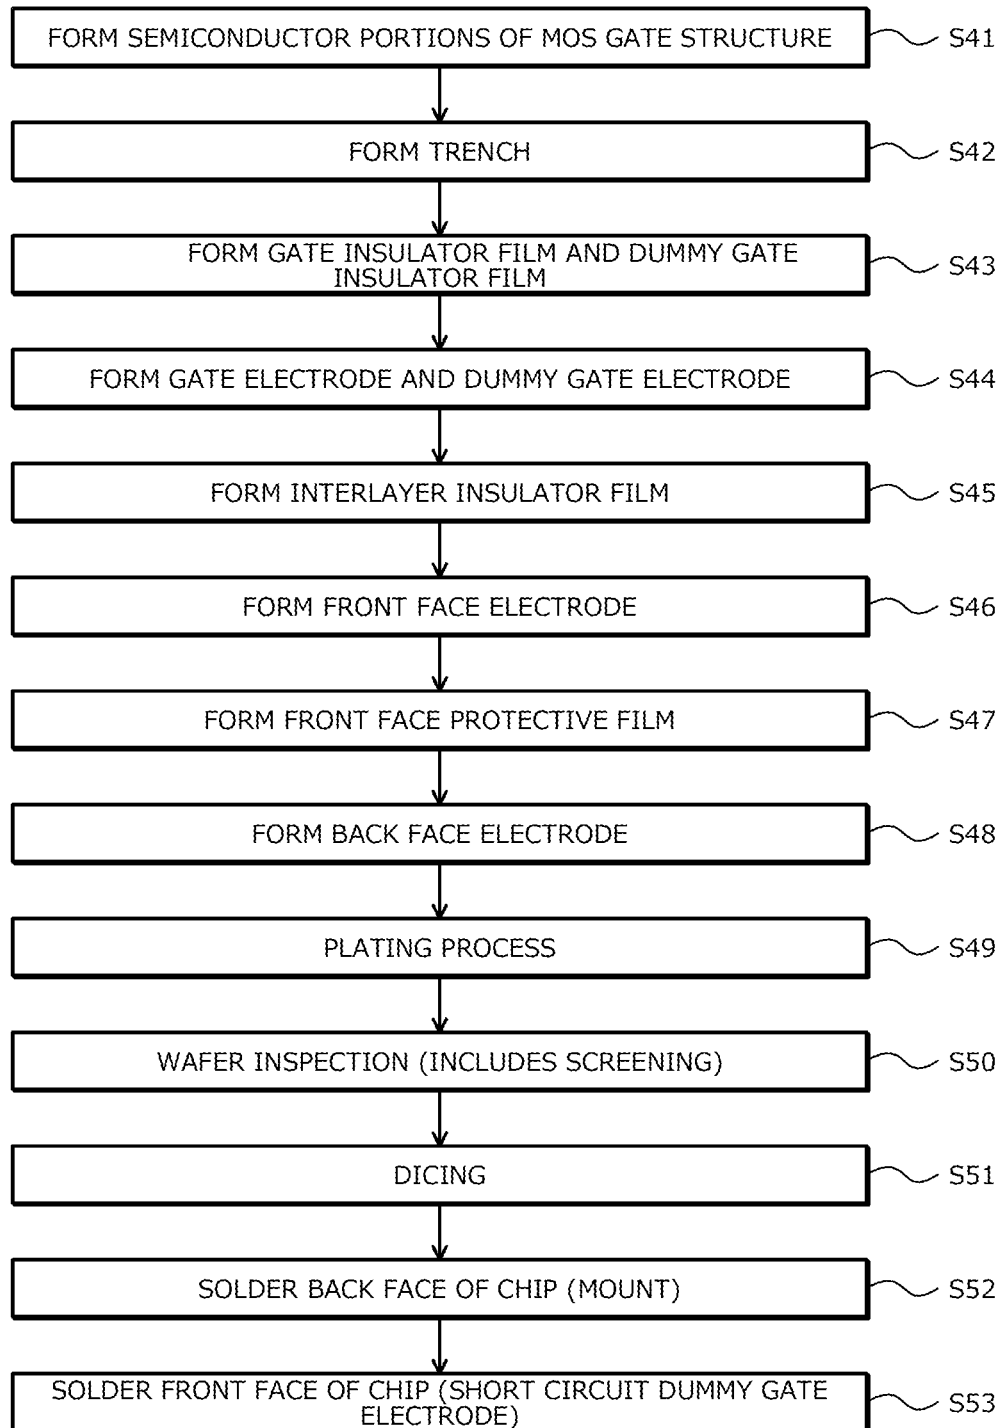 FORM SEMICONDUCTOR PORTIONS OF MOS GATE STRUCTURE
S41
FORM TRENCH
S42
FORM GATE INSULATOR FILM AND DUMMY GATE
INSULATOR FILM
S43
FORM GATE ELECTRODE AND DUMMY GATE ELECTRODE
S44
FORM INTERLAYER INSULATOR FILM
S45
FORM FRONT FACE ELECTRODE
S46
FORM FRONT FACE PROTECTIVE FILM
S47
FORM BACK FACE ELECTRODE
S48
PLATING PROCESS
S49
WAFER INSPECTION (INCLUDES SCREENING)
S50
DICING
S51
SOLDER BACK FACE OF CHIP (MOUNT)
S52
SOLDER FRONT FACE OF CHIP (SHORT CIRCUIT DUMMY GATE
ELECTRODE)
S53